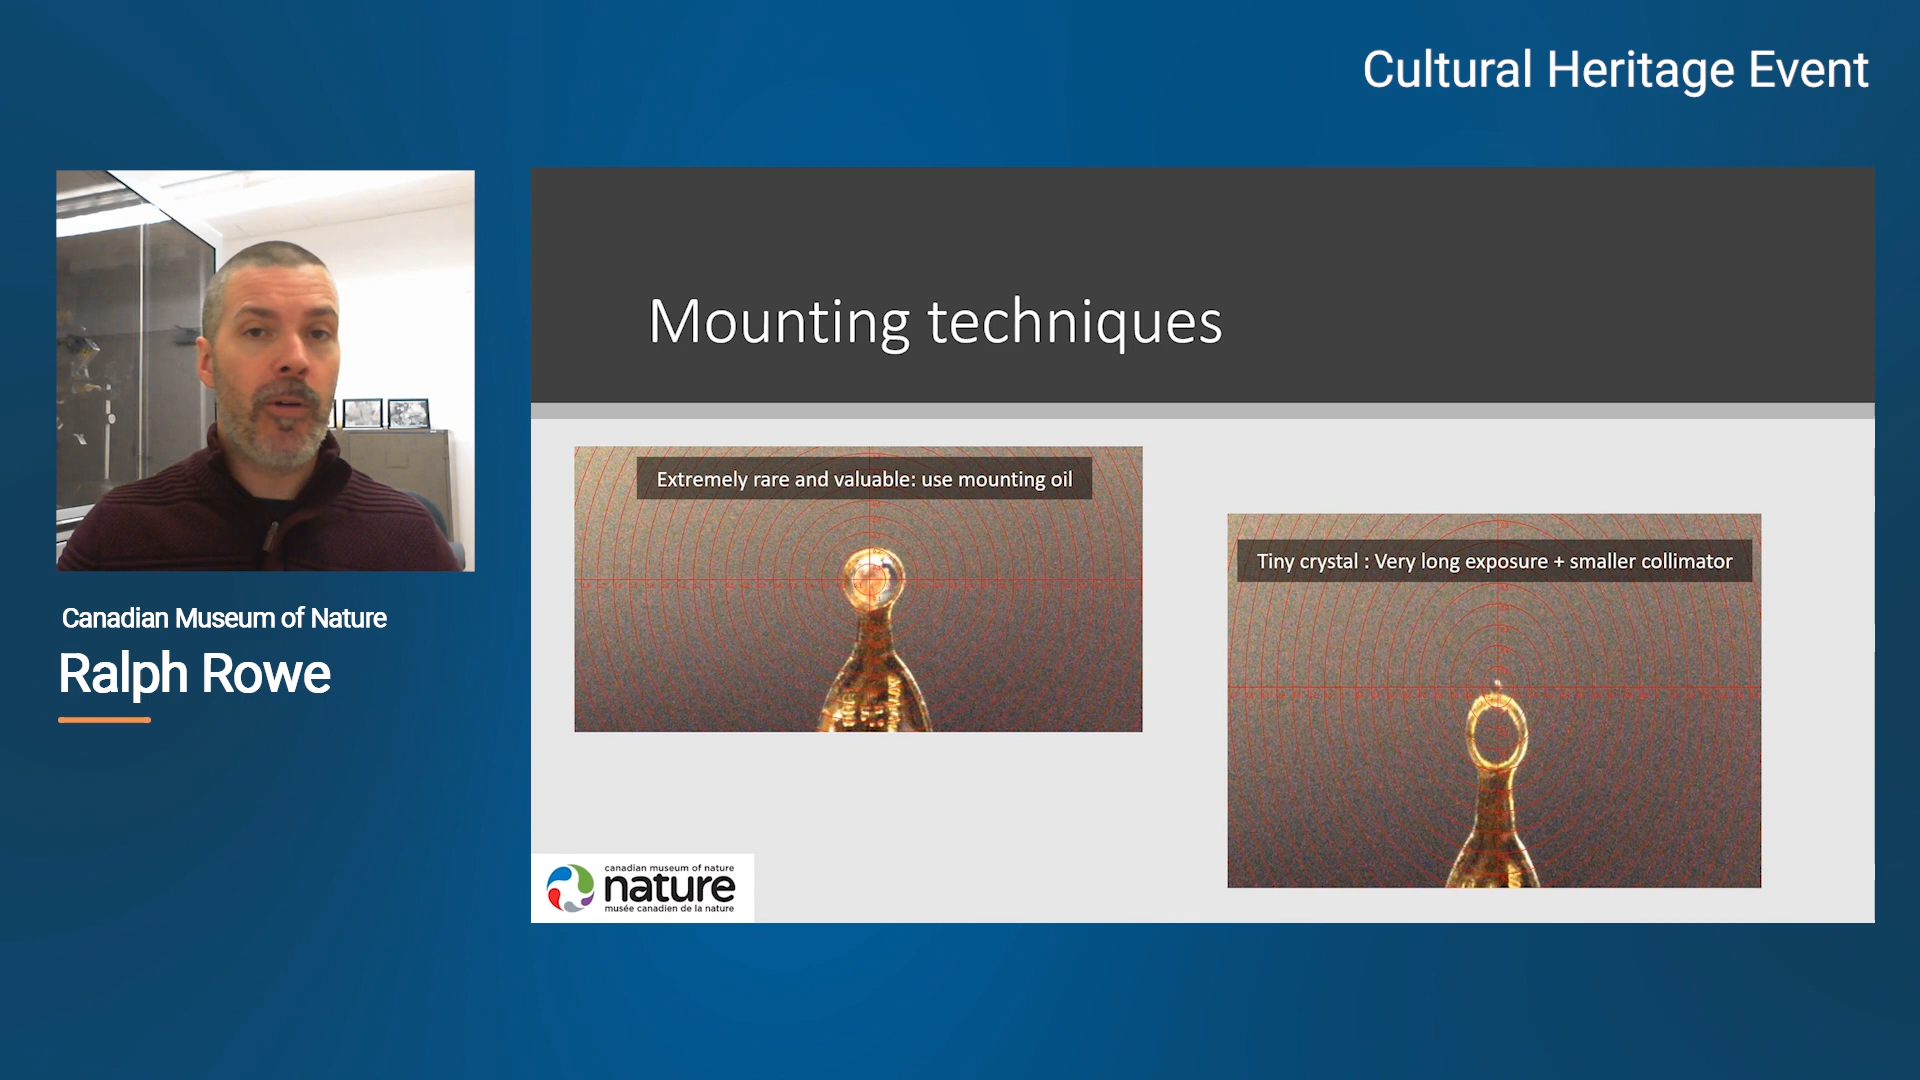 Cultural Heritage Event
Canadian Museum of Nature
Ralph Rowe
Mounting techniques
Extremely rare and valuable: use mounting oil
Tiny crystal : Very long exposure + smaller collimator
canadian museum of nature
nature
musée canadien de la nature